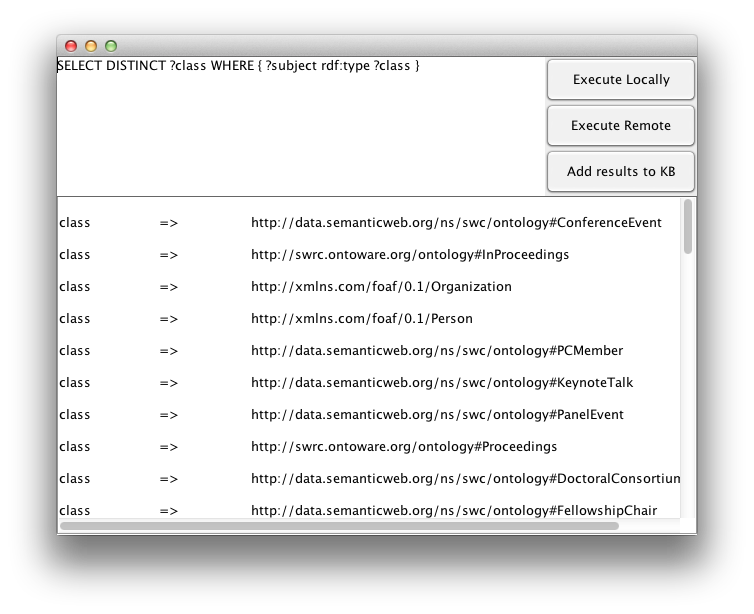 SELECT DISTINCT ?class WHERE { ?subject rdf:type ?class }
Execute Locally
Execute Remote
Add results to KB
class => http://data.semanticweb.org/ns/swc/ontology#ConferenceEvent
class => http://swrc.ontoware.org/ontology#InProceedings
class => http://xmlns.com/foaf/0.1/Organization
class => http://xmlns.com/foaf/0.1/Person
class => http://data.semanticweb.org/ns/swc/ontology#PCMember
class => http://data.semanticweb.org/ns/swc/ontology#KeynoteTalk
class => http://data.semanticweb.org/ns/swc/ontology#PanelEvent
class => http://swrc.ontoware.org/ontology#Proceedings
class => http://data.semanticweb.org/ns/swc/ontology#DoctoralConsortium
class => http://data.semanticweb.org/ns/swc/ontology#FellowshipChair